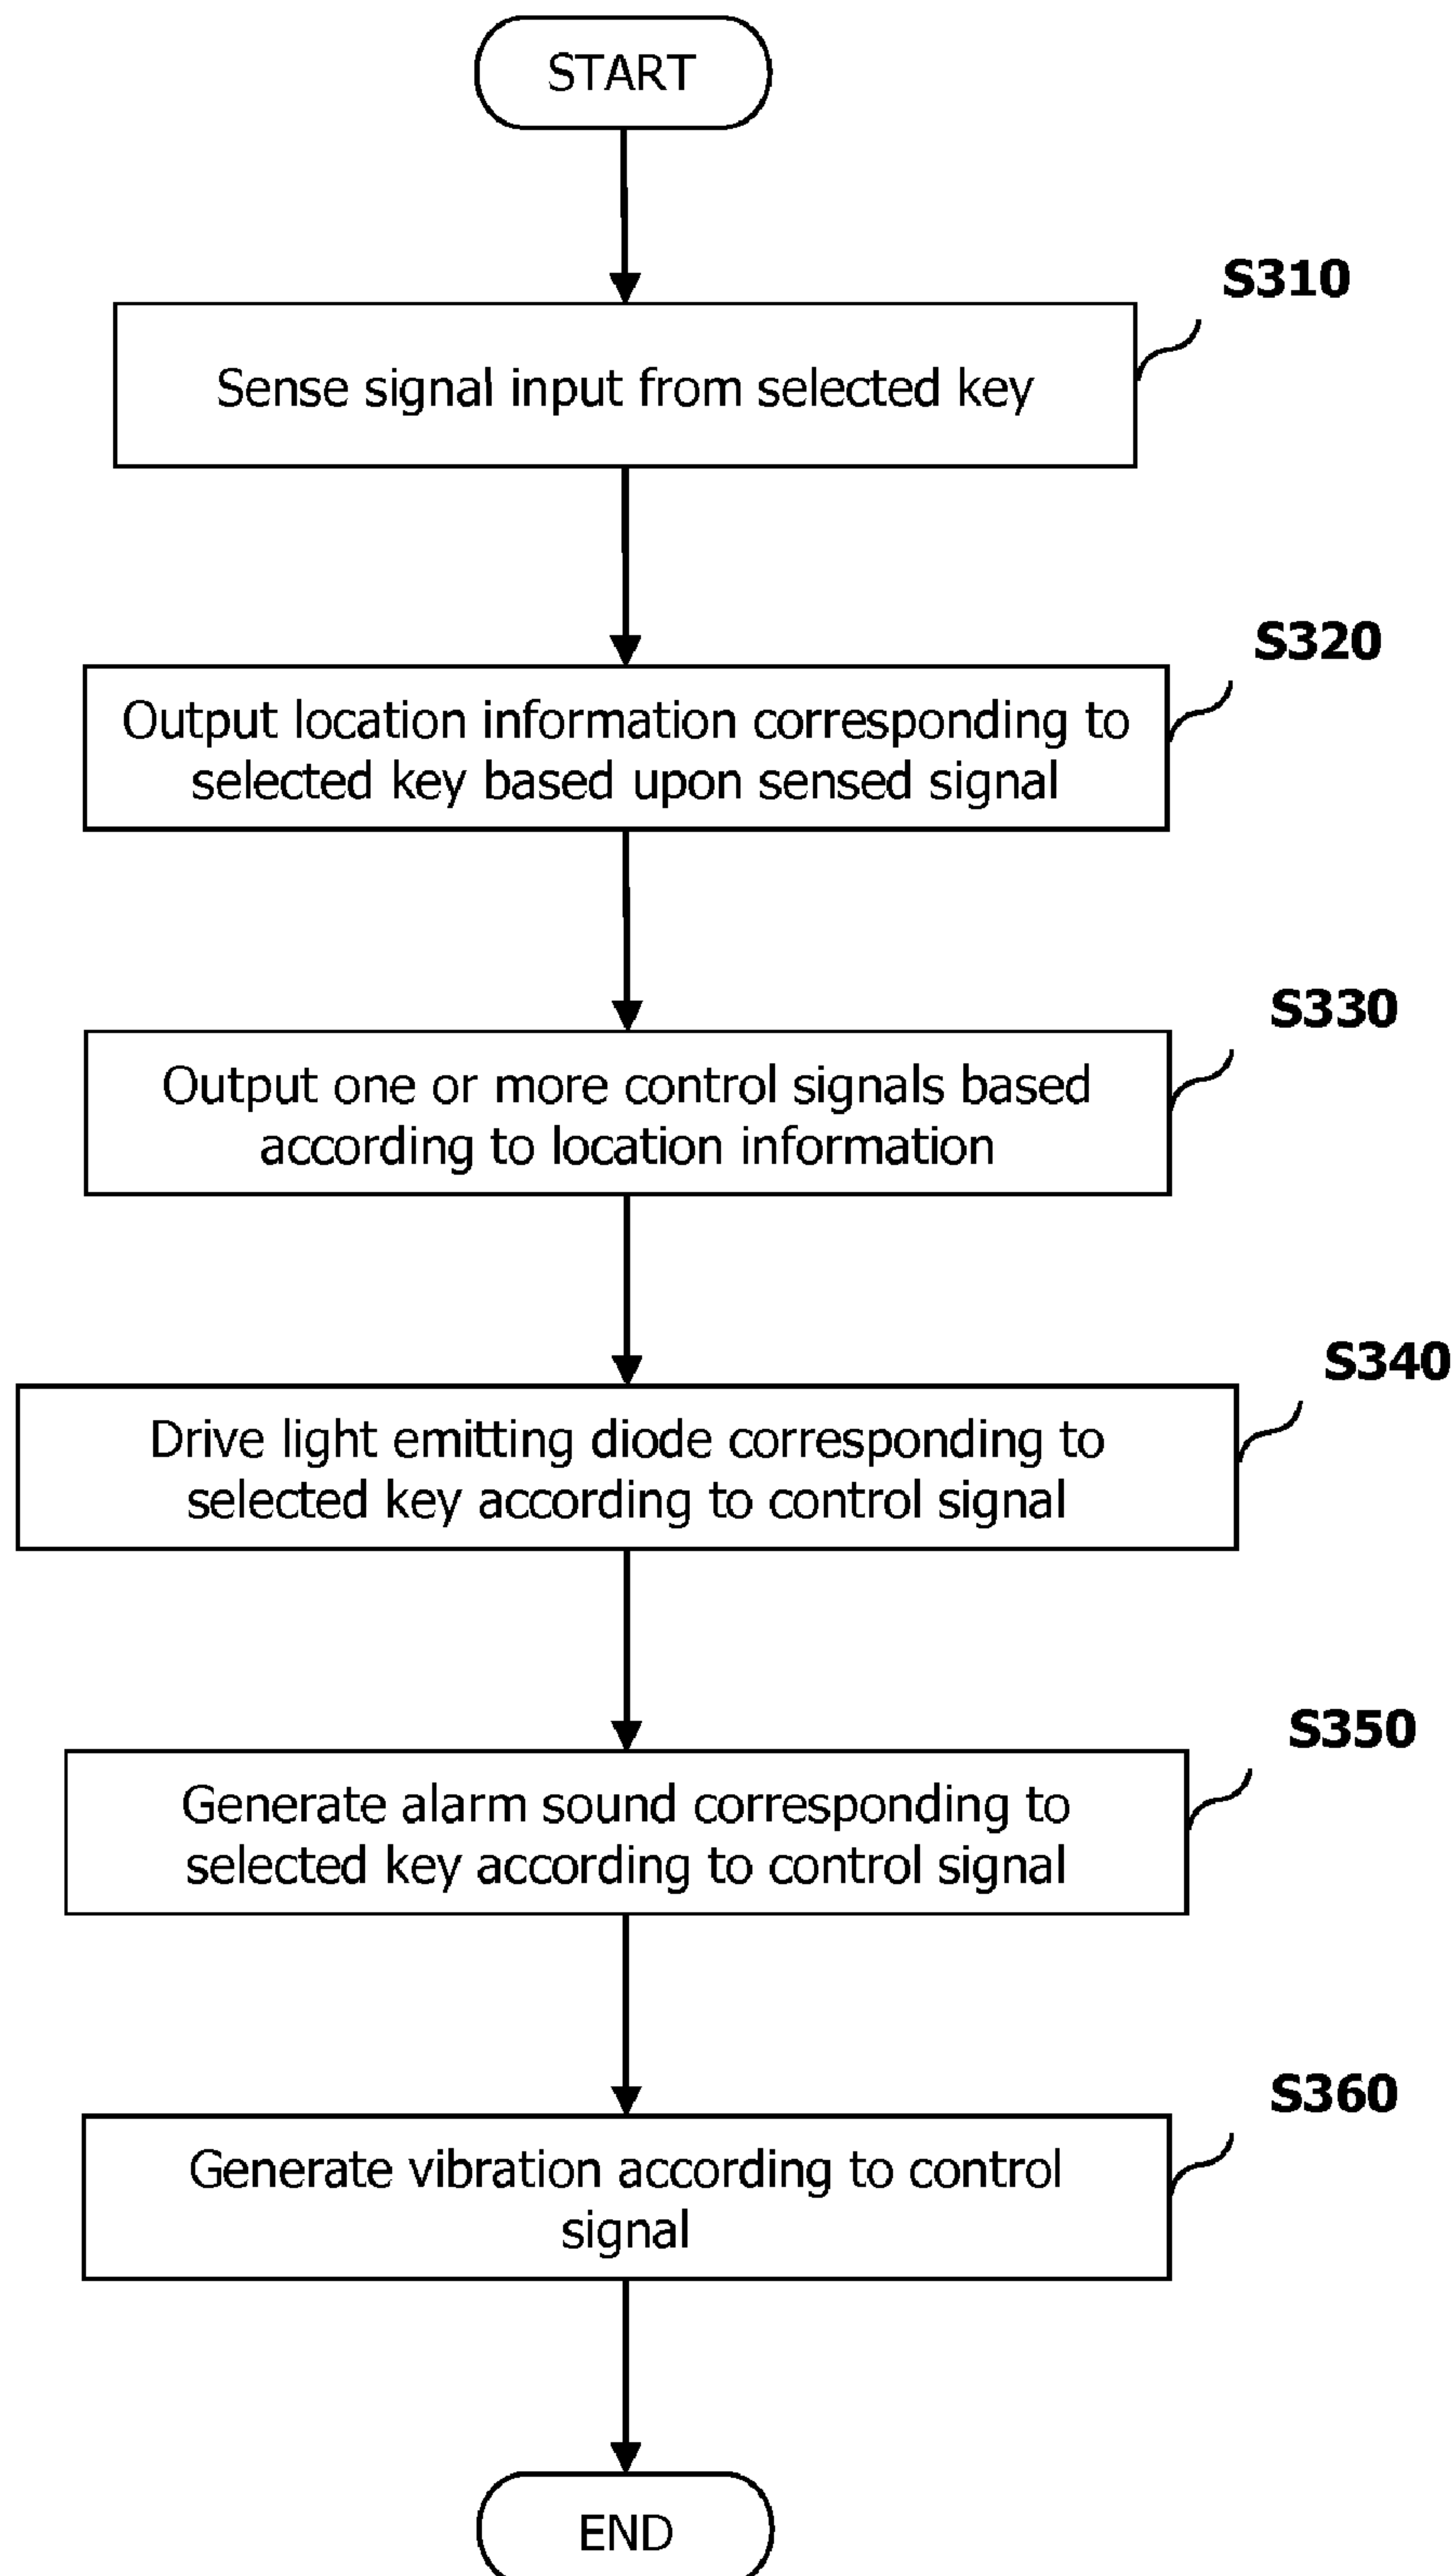 START
S310
Sense signal input from selected key
S320
Output location information corresponding to
selected key based upon sensed signal
S330
Output one or more control signals based
according to location information
S340
Drive light emitting diode corresponding to
selected key according to control signal
S350
Generate alarm sound corresponding to
selected key according to control signal
S360
Generate vibration according to control
signal
END